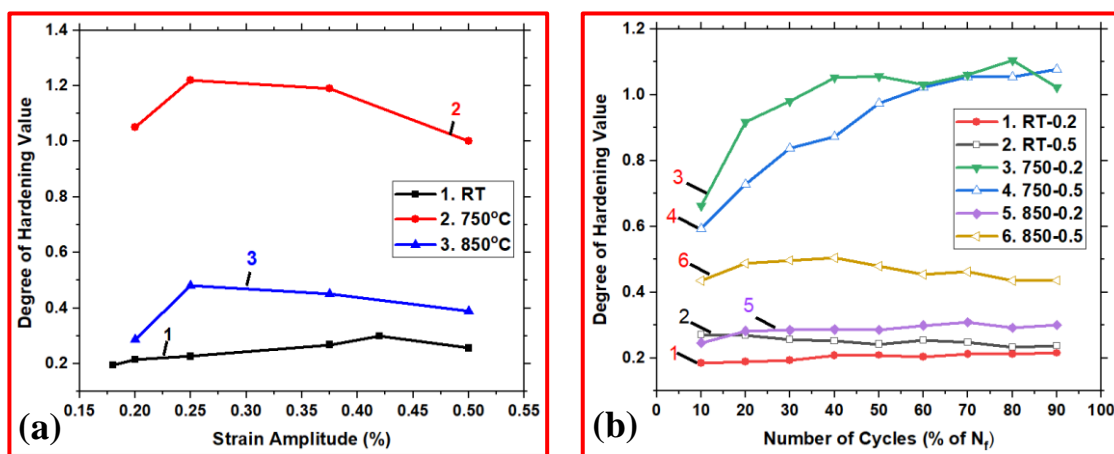 1.4
1.2
1.0
0.8
0.6
0.4
0.2
Degree of Hardening Value
2
3
1
1. RT
2. 750°C
3. 850°C
0.15 0.20 0.25 0.30 0.35 0.40 0.45 0.50 0.55
(a)
Strain Amplitude (%)
1.2
1.0
0.8
0.6
0.4
0.2
Degree of Hardening Value
3
4
6
2
5
1
1. RT-0.2
2. RT-0.5
3. 750-0.2
4. 750-0.5
5. 850-0.2
6. 850-0.5
0 10 20 30 40 50 60 70 80 90 100
(b)
Number of Cycles (% of Nf)